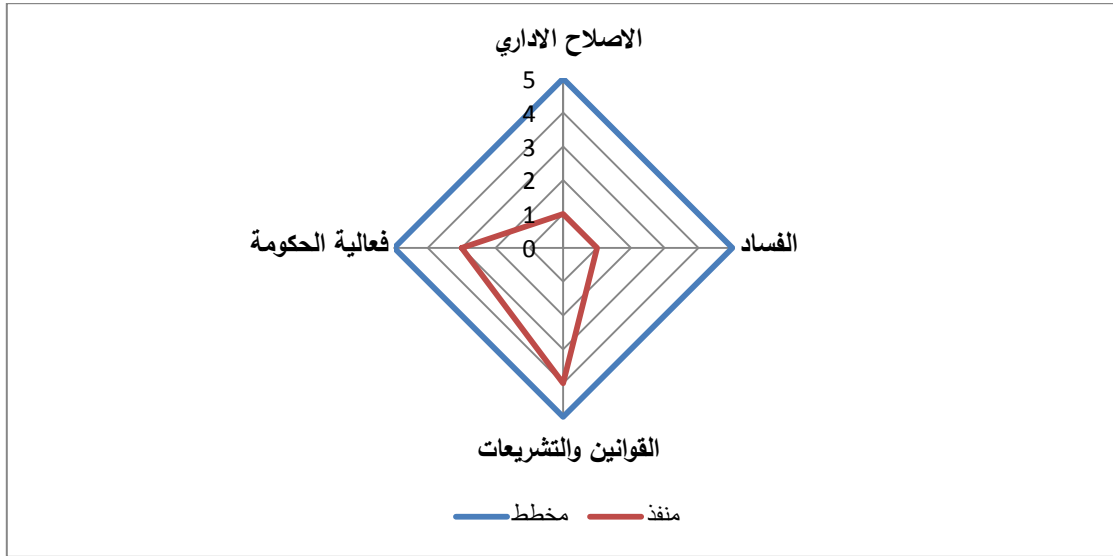 الاصلاح الاداري
5
4
3
2
1
0
الفساد
فعالية الحكومة
القوانين والتشريعات
منفذ
مخطط